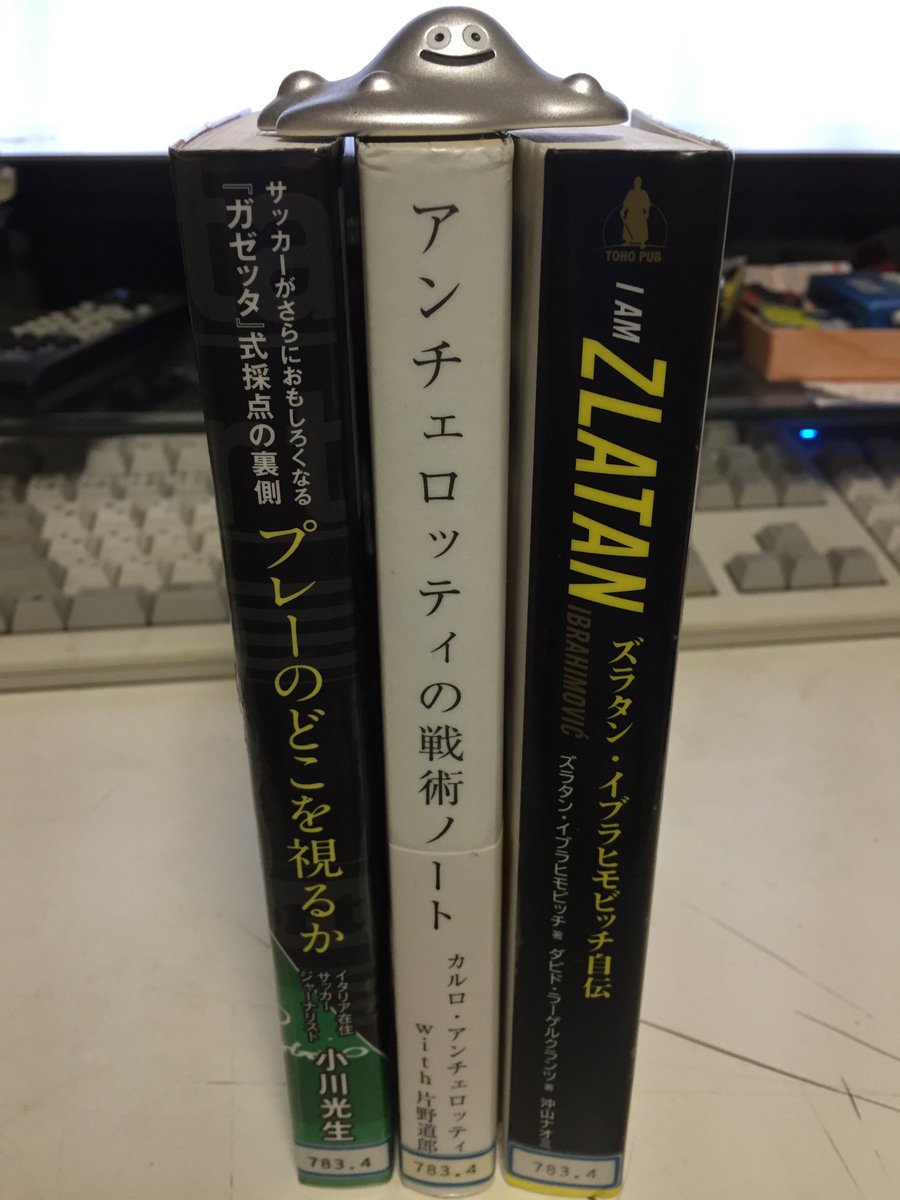 サッカーがさらにおもしろくなる
『ガゼッタ』式採点の裏側
プレーのどこを視るか
イタリア在住
サッカー
ジャーナリスト
小川光生
783.4
アンチェロッティの戦術ノート
カルロ・アンチェロッティ
with片野道郎
783.4
TOHO PUB
I AM
ZLATAN
IBRAHIMOVIĆ
ズラタン・イブラヒモビッチ自伝
ズラタン・イブラヒモビッチ 著 ダビド・ラーゲルクランツ 著 沖山ナオミ
783.4